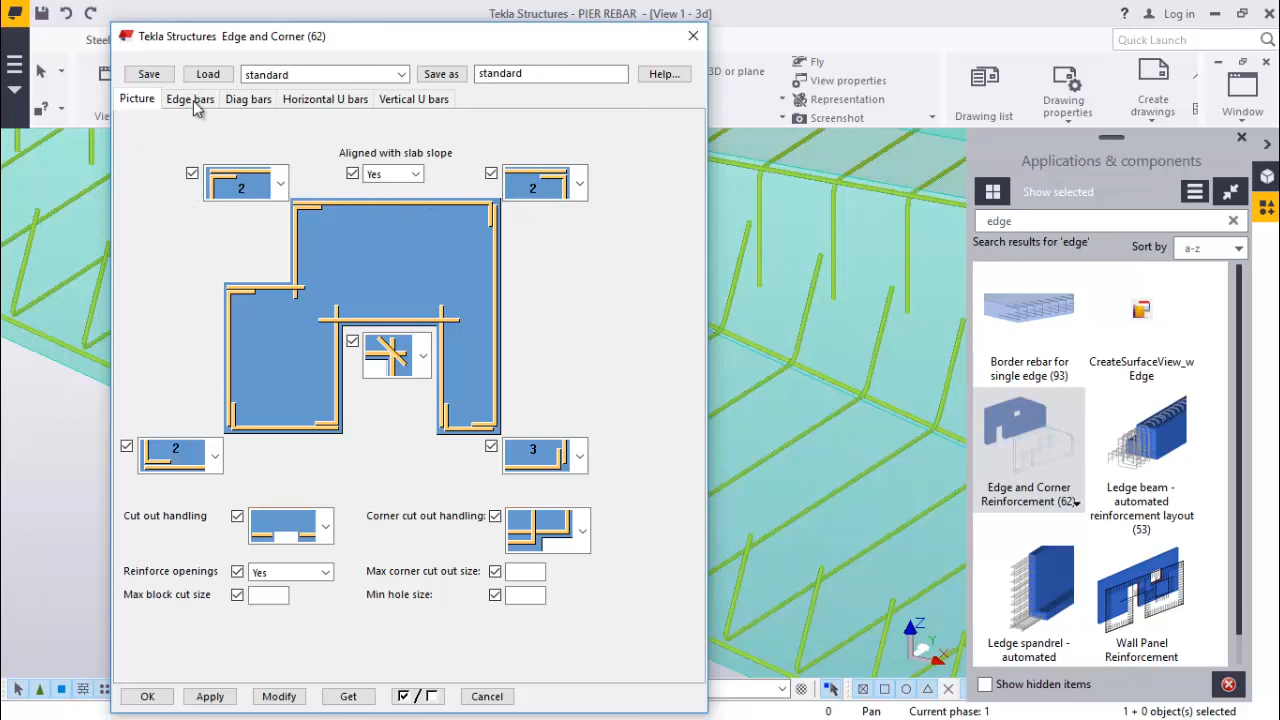 Tekla Structures - PIER REBAR - [View 1 - 3d]
? Log in
Steel
Quick Launch
Tekla Structures Edge and Corner (62)
Save Load standard Save as standard Help...
Picture Edge bars Diag bars Horizontal U bars Vertical U bars
Fly
3D or plane
View properties
Representation
Screenshot
Drawing list
Drawing properties
Create drawings
Window
Aligned with slab slope
Yes
2
2
2
3
Cut out handling
Corner cut out handling:
Reinforce openings Yes
Max corner cut out size:
Max block cut size
Min hole size:
OK Apply Modify Get / Cancel
Applications & components
Show selected
edge
Search results for 'edge'
Sort by a-z
Border rebar for
single edge (93)
CreateSurfaceView_w
Edge
Edge and Corner
Reinforcement (62)
Ledge beam -
automated
reinforcement layout
(53)
Ledge spandrel -
automated
Wall Panel
Reinforcement
Show hidden items
Z
Y
X
0 Pan Current phase: 1 1 + 0 object(s) selected